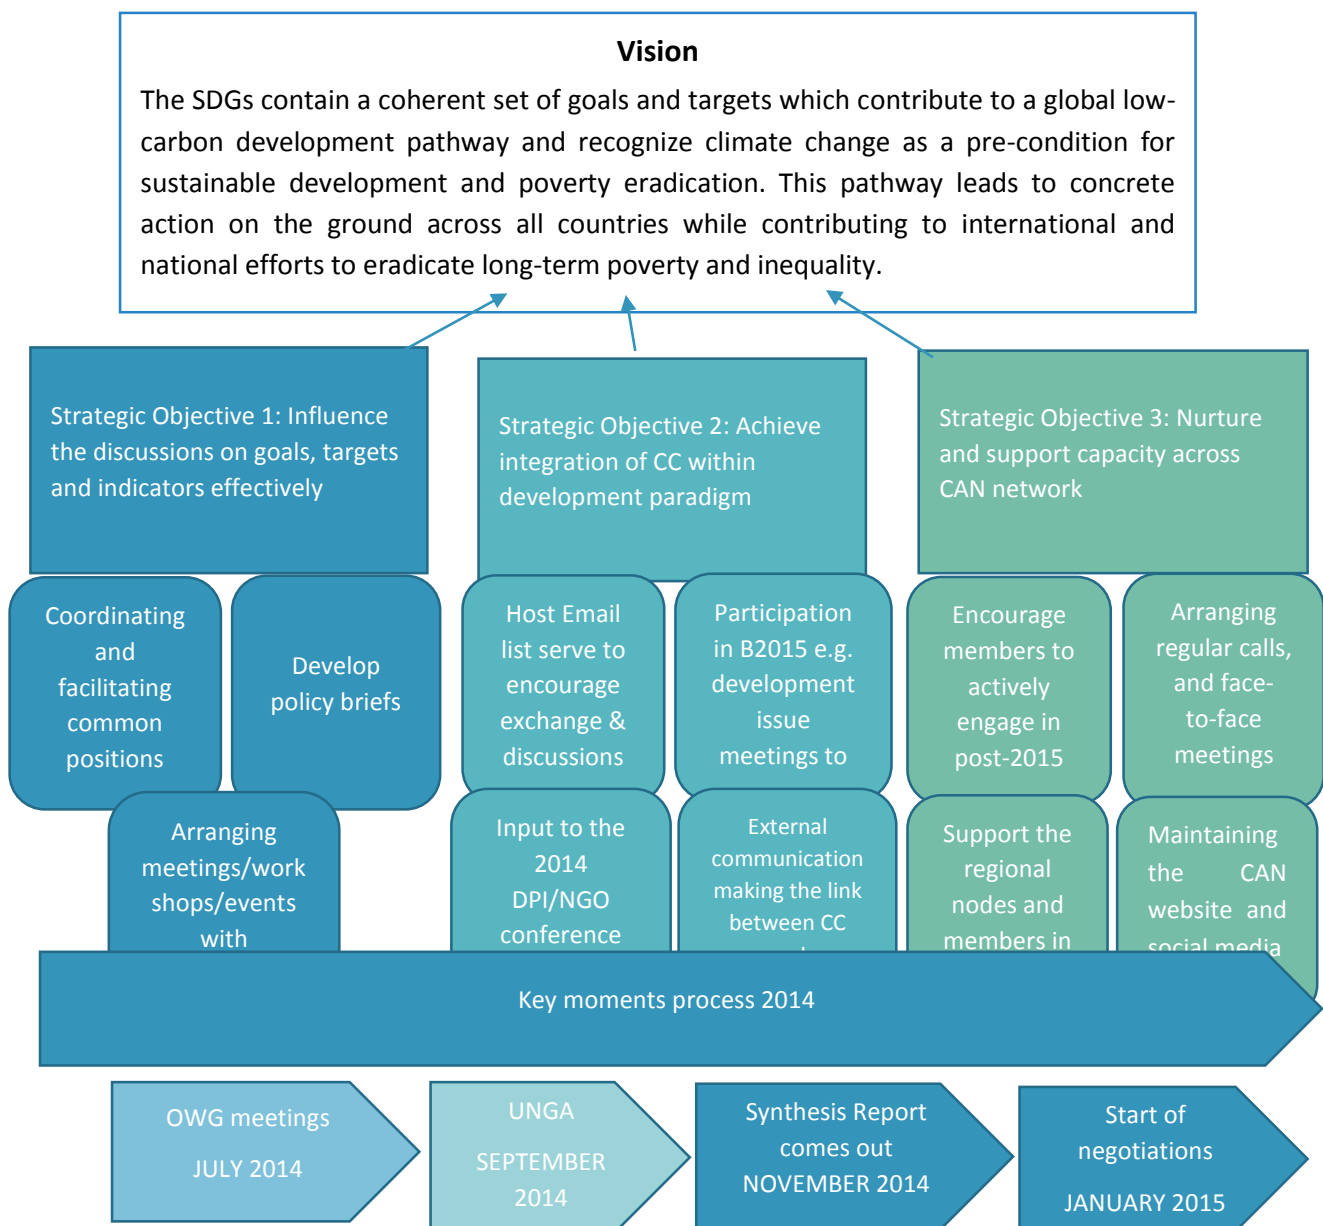 Vision
The SDGs contain a coherent set of goals and targets which contribute to a global low-
carbon development pathway and recognize climate change as a pre-condition for
sustainable development and poverty eradication. This pathway leads to concrete
action on the ground across all countries while contributing to international and
national efforts to eradicate long-term poverty and inequality.
Strategic Objective 1: Influence
the discussions on goals, targets
and indicators effectively
Strategic Objective 2: Achieve
integration of CC within
development paradigm
Strategic Objective 3: Nurture
and support capacity across
CAN network
Coordinating
and
facilitating
common
positions
Develop
policy briefs
Host Email
list serve to
encourage
exchange &
discussions
Participation
in B2015 e.g.
development
issue
meetings to
Encourage
members to
actively
engage in
post-2015
Arranging
regular calls,
and face-
to-face
meetings
Arranging
meetings/work
shops/events
with
Input to the
2014
DPI/NGO
conference
External
communication
making the link
between CC
Support the
regional
nodes and
members in
Maintaining
the CAN
website and
social media
Key moments process 2014
OWG meetings
JULY 2014
UNGA
SEPTEMBER
2014
Synthesis Report
comes out
NOVEMBER 2014
Start of
negotiations
JANUARY 2015